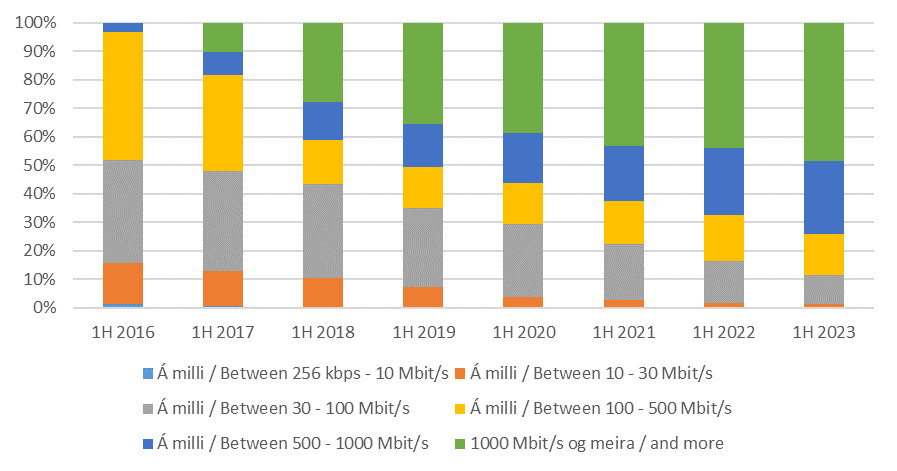 100%
90%
80%
70%
60%
50%
40%
30%
20%
10%
0%
1H 2016 1H 2017 1H 2018 1H 2019 1H 2020 1H 2021 1H 2022 1H 2023
Á milli / Between 256 kbps - 10 Mbit/s Á milli / Between 10 - 30 Mbit/s
Á milli / Between 30 - 100 Mbit/s Á milli / Between 100 - 500 Mbit/s
Á milli / Between 500 - 1000 Mbit/s 1000 Mbit/s og meira / and more